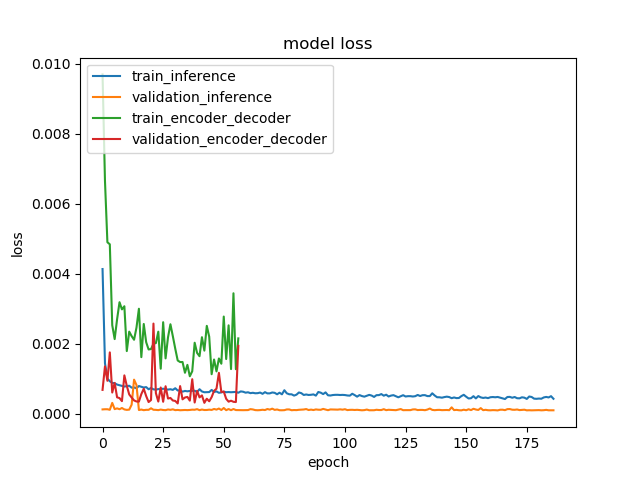 model loss
train_inference
validation_inference
train_encoder_decoder
validation_encoder_decoder
loss
0.010
0.008
0.006
0.004
0.002
0.000
0 25 50 75 100 125 150 175
epoch